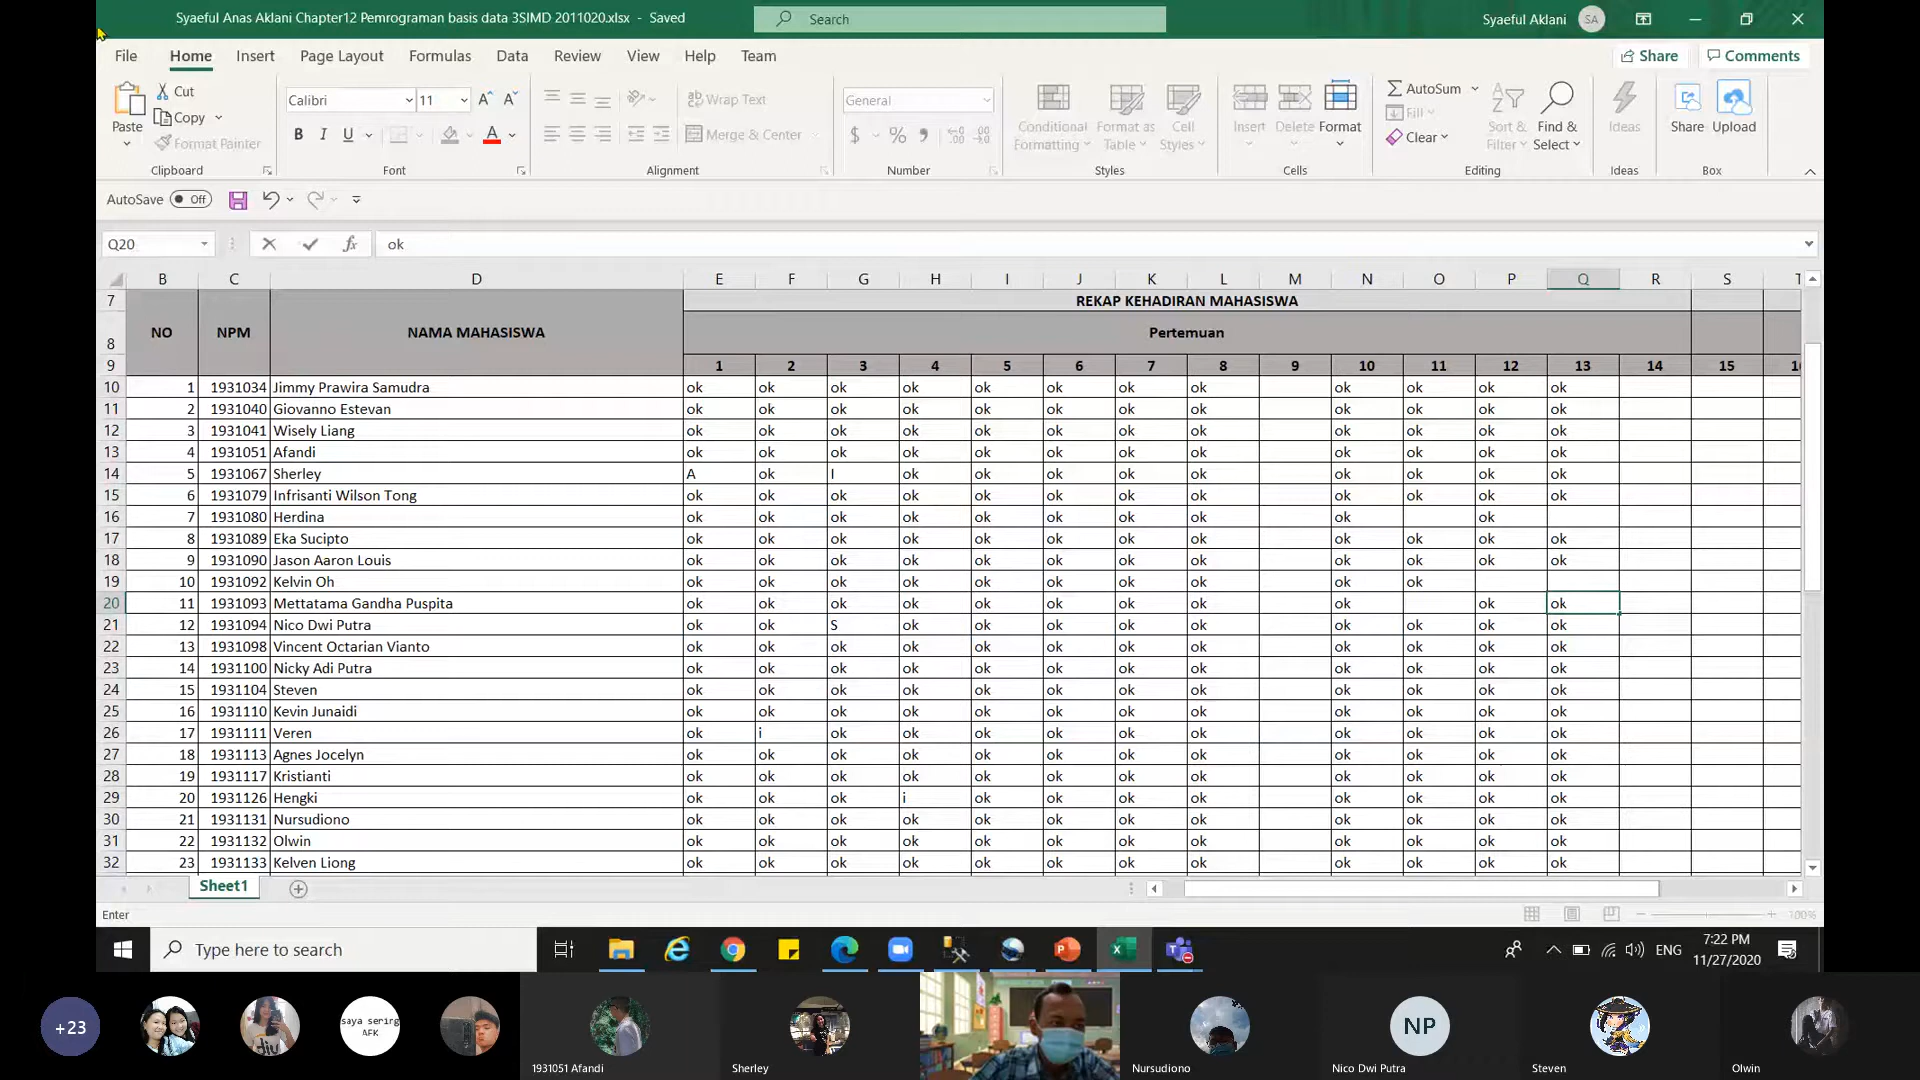 Syaeful Anas Aklani Chapter12 Pemrograman basis data 3SIMD 2011020.xlsx - Saved
Search
Syaeful Aklani SA
File Home Insert Page Layout Formulas Data Review View Help Team Share Comments
Cut
Copy
Format Painter
Paste
Clipboard
Calibri 11
B I U A
Font
Wrap Text
Merge & Center
Alignment
General
$ %
Number
Conditional Formatting
Format as Table
Cell Styles
Styles
Insert Delete Format
Cells
AutoSum
Fill
Clear
Sort & Filter
Find & Select
Editing
Ideas
Ideas
Share Upload
Box
AutoSave Off
Q20 fx ok
B C D E F G H I J K L M N O P Q R S T
7 REKAP KEHADIRAN MAHASISWA
8 NO NPM NAMA MAHASISWA Pertemuan
9 1 2 3 4 5 6 7 8 9 10 11 12 13 14 15
10 1 1931034 Jimmy Prawira Samudra ok ok ok ok ok ok ok ok ok ok ok ok
11 2 1931040 Giovanno Estevan ok ok ok ok ok ok ok ok ok ok ok ok
12 3 1931041 Wisely Liang ok ok ok ok ok ok ok ok ok ok ok ok
13 4 1931051 Afandi ok ok ok ok ok ok ok ok ok ok ok ok
14 5 1931067 Sherley A ok I ok ok ok ok ok ok ok ok ok
15 6 1931079 Infrisanti Wilson Tong ok ok ok ok ok ok ok ok ok ok ok ok
16 7 1931080 Herdina ok ok ok ok ok ok ok ok ok ok
17 8 1931089 Eka Sucipto ok ok ok ok ok ok ok ok ok ok ok ok
18 9 1931090 Jason Aaron Louis ok ok ok ok ok ok ok ok ok ok ok ok
19 10 1931092 Kelvin Oh ok ok ok ok ok ok ok ok ok ok
20 11 1931093 Mettatama Gandha Puspita ok ok ok ok ok ok ok ok ok ok ok
21 12 1931094 Nico Dwi Putra ok ok S ok ok ok ok ok ok ok ok ok
22 13 1931098 Vincent Octarian Vianto ok ok ok ok ok ok ok ok ok ok ok ok
23 14 1931100 Nicky Adi Putra ok ok ok ok ok ok ok ok ok ok ok ok
24 15 1931104 Steven ok ok ok ok ok ok ok ok ok ok ok ok
25 16 1931110 Kevin Junaidi ok ok ok ok ok ok ok ok ok ok ok ok
26 17 1931111 Veren ok i ok ok ok ok ok ok ok ok ok ok
27 18 1931113 Agnes Jocelyn ok ok ok ok ok ok ok ok ok ok ok ok
28 19 1931117 Kristianti ok ok ok ok ok ok ok ok ok ok ok ok
29 20 1931126 Hengki ok ok ok i ok ok ok ok ok ok ok ok
30 21 1931131 Nursudiono ok ok ok ok ok ok ok ok ok ok ok ok
31 22 1931132 Olwin ok ok ok ok ok ok ok ok ok ok ok ok
32 23 1931133 Kelven Liong ok ok ok ok ok ok ok ok ok ok ok ok
Sheet1
Enter 100%
Type here to search
ENG
7:22 PM
11/27/2020
+23
saya sering
AFK
NP
1931051 Afandi
Sherley
Nursudiono
Nico Dwi Putra
Steven
Olwin